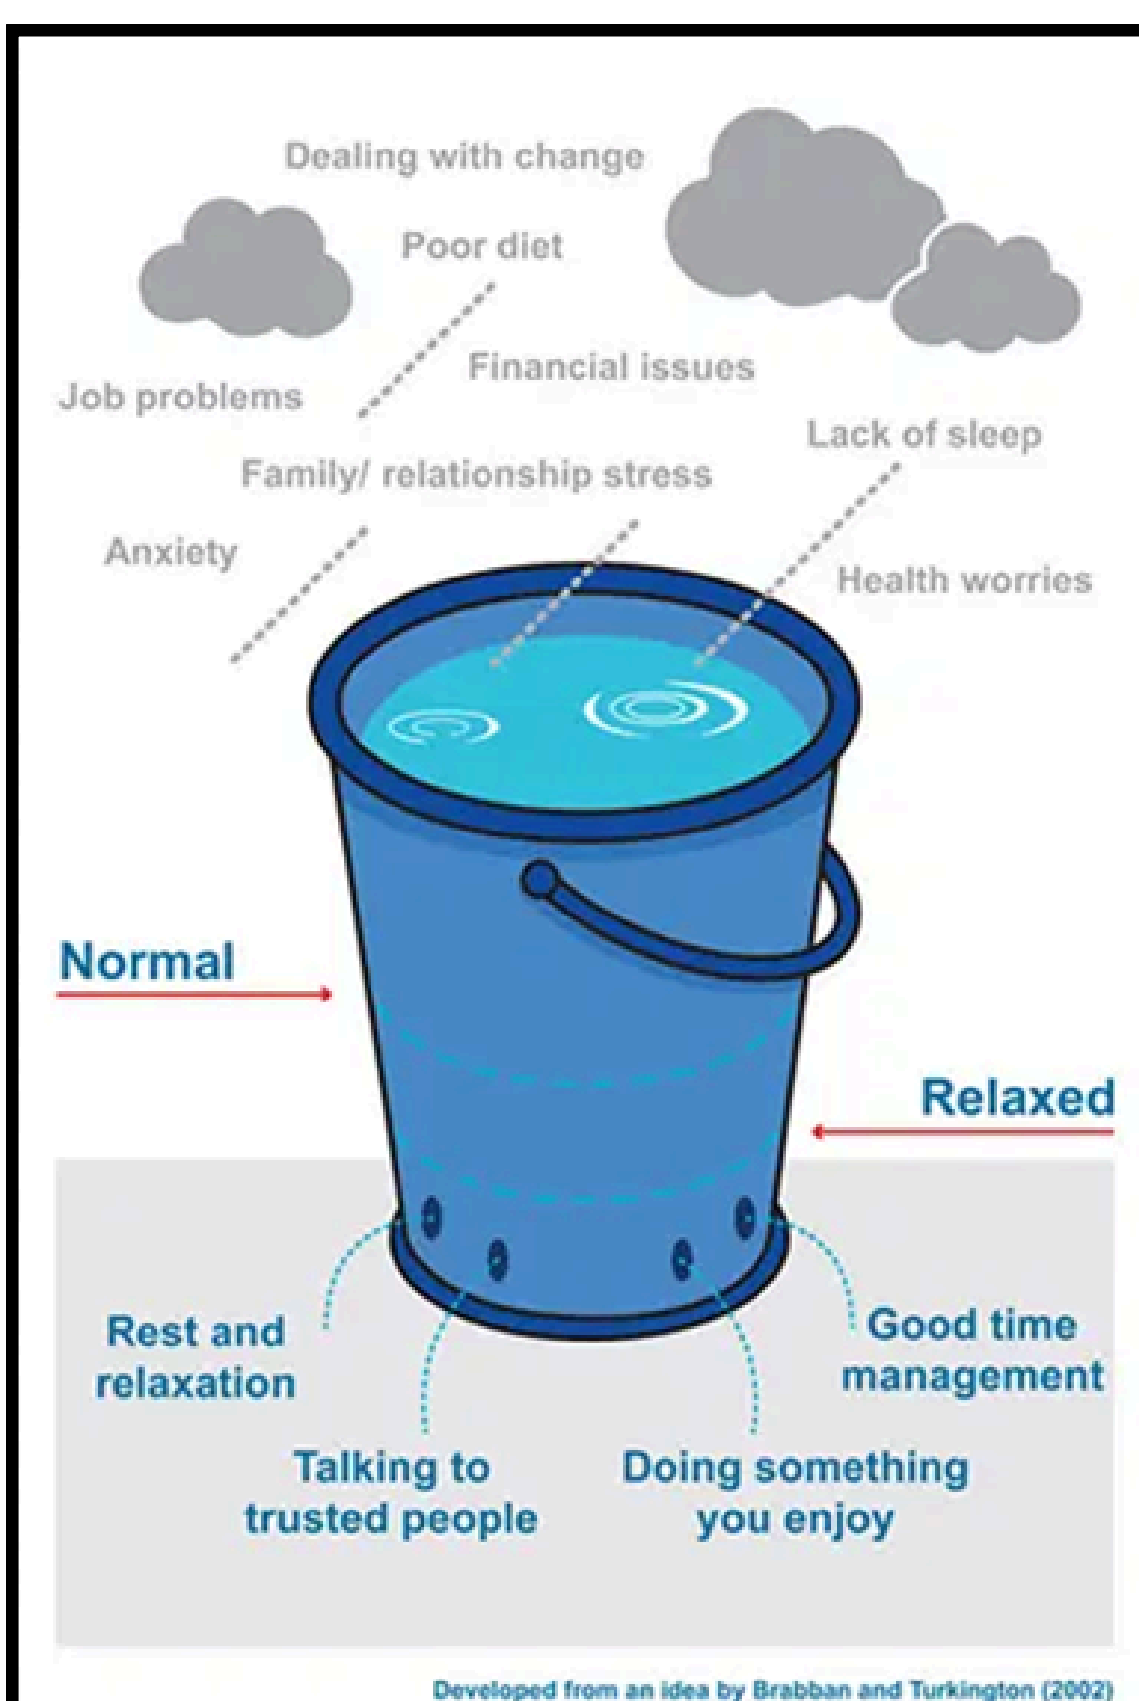 Dealing with change
Poor diet
Financial issues
Job problems
Lack of sleep
Family/ relationship stress
Anxiety
Health worries
Normal
Relaxed
Rest and
relaxation
Good time
management
Talking to
trusted people
Doing something
you enjoy
Developed from an idea by Brabban and Turkington (2002)